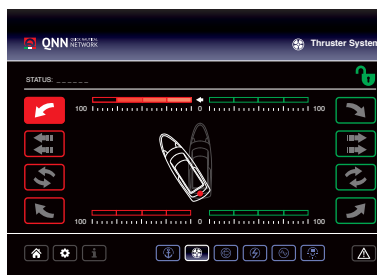 QNN QUICK NAUTICAL NETWORK
Thruster System
STATUS: _ _ _ _ _ _
100 0 100
100 0 100
i